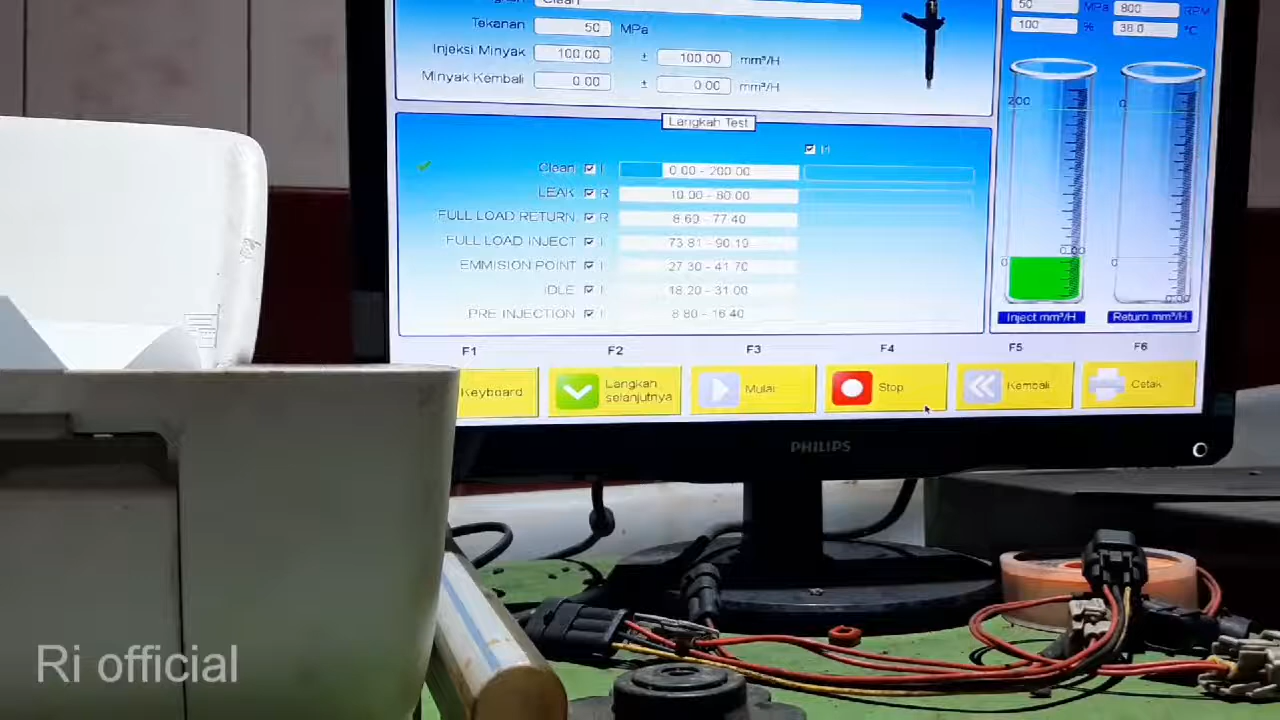 Clean
Tekanan 50 MPa
Injeksi Minyak 100.00 ± 100.00 mm³/H
Minyak Kembali 0.00 ± 0.00 mm³/H
50 MPa 800 RPM
100 % 38.0 °C
Langkah Test
Clean I 0.00 - 200.00
LEAK R 10.00 - 80.00
FULL LOAD RETURN R 8.60 - 77.40
FULL LOAD INJECT I 73.81 - 90.19
EMMISION POINT I 27.30 - 41.70
IDLE I 18.20 - 31.00
PRE INJECTION I 8.80 - 16.40
200 0
0.00
0 0
0.00
Inject mm³/H Return mm³/H
F1 F2 F3 F4 F5 F6
Keyboard Langkah selanjutnya Mulai Stop Kembali Cetak
PHILIPS
Ri official